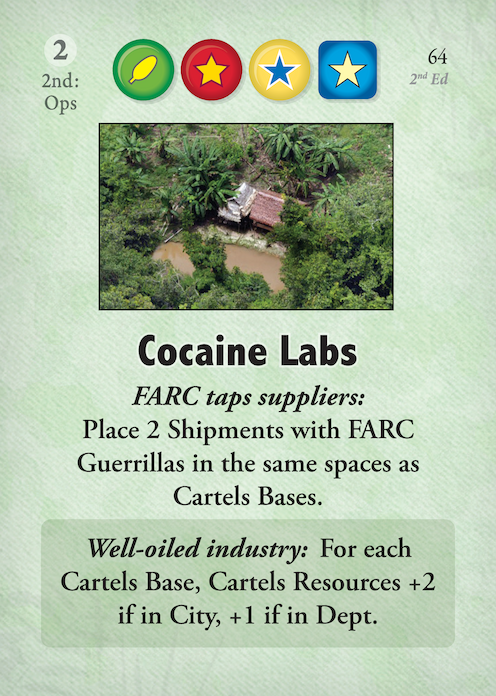 2
2nd:
Ops
64
2nd Ed
Cocaine Labs
FARC taps suppliers:
Place 2 Shipments with FARC
Guerrillas in the same spaces as
Cartels Bases.
Well-oiled industry: For each
Cartels Base, Cartels Resources +2
if in City, +1 if in Dept.